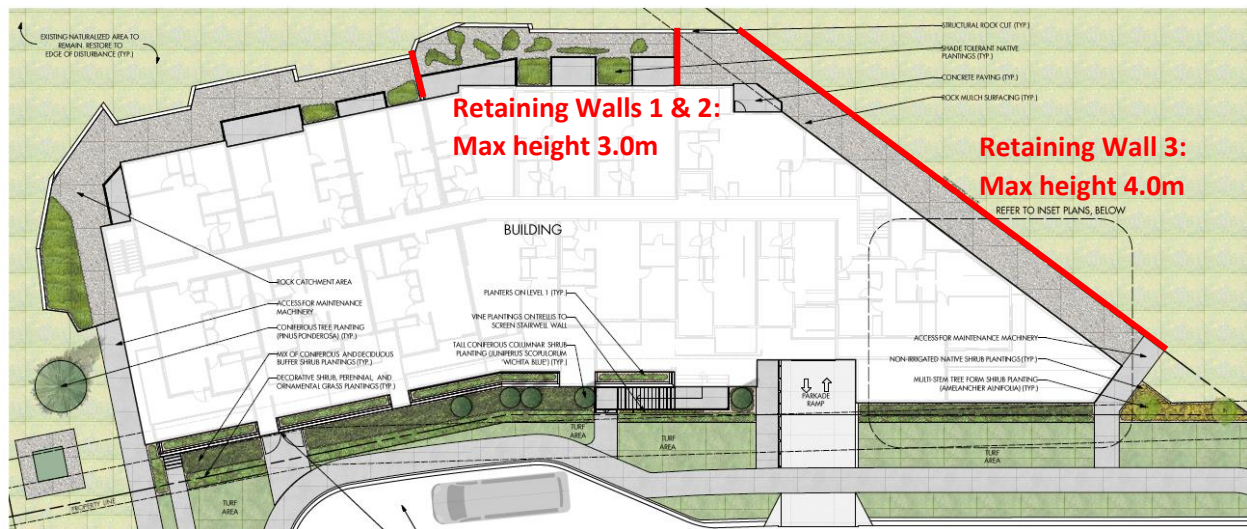 EXISTING NATURALIZED AREA TO
REMAIN. RESTORE TO
EDGE OF DISTURBANCE (TYP.)
STRUCTURAL ROCK CUT (TYP.)
SHADE TOLERANT NATIVE
PLANTINGS (TYP.)
CONCRETE PAVING (TYP.)
ROCK MULCH SURFACING (TYP.)
Retaining Walls 1 & 2:
Max height 3.0m
Retaining Wall 3:
Max height 4.0m
REFER TO INSET PLANS, BELOW
BUILDING
ROCK CATCHMENT AREA
ACCESS FOR MAINTENANCE
MACHINERY
CONIFEROUS TREE PLANTING
(PINUS PONDEROSA) (TYP.)
MIX OF CONIFEROUS AND DECIDUOUS
BUFFER SHRUB PLANTINGS (TYP.)
DECORATIVE SHRUB, PERENNIAL, AND
ORNAMENTAL GRASS PLANTINGS (TYP.)
PLANTERS ON LEVEL 1 (TYP.)
VINE PLANTINGS ON TRELLIS TO
SCREEN STAIRWELL WALL
TALL CONIFEROUS COLUMNAR SHRUB
PLANTING (JUNIPERUS SCOPULORUM
'WICHITA BLUE') (TYP.)
ACCESS FOR MAINTENANCE MACHINERY
NON-IRRIGATED NATIVE SHRUB PLANTINGS (TYP.)
MULTI-STEM TREE FORM SHRUB PLANTING
(AMELANCHIER ALNIFOLIA) (TYP.)
PARKADE
RAMP
TURF
AREA
TURF
AREA
TURF
AREA
TURF
AREA
TURF
AREA
PROPERTY LINE